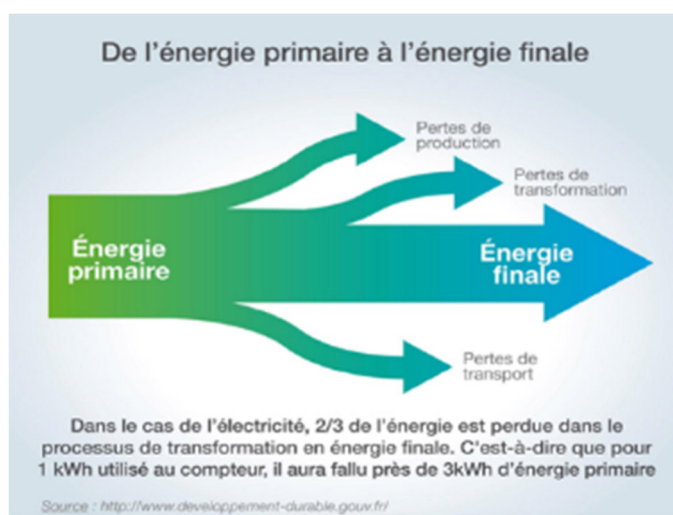 De l'énergie primaire à l'énergie finale
Pertes de
production
Pertes de
transformation
Énergie
primaire
Énergie
finale
Pertes de
transport
Dans le cas de l'électricité, 2/3 de l'énergie est perdue dans le
processus de transformation en énergie finale. C'est-à-dire que pour
1 kWh utilisé au compteur, il aura fallu près de 3kWh d'énergie primaire
Source : http://www.developpement-durable.gouv.fr/